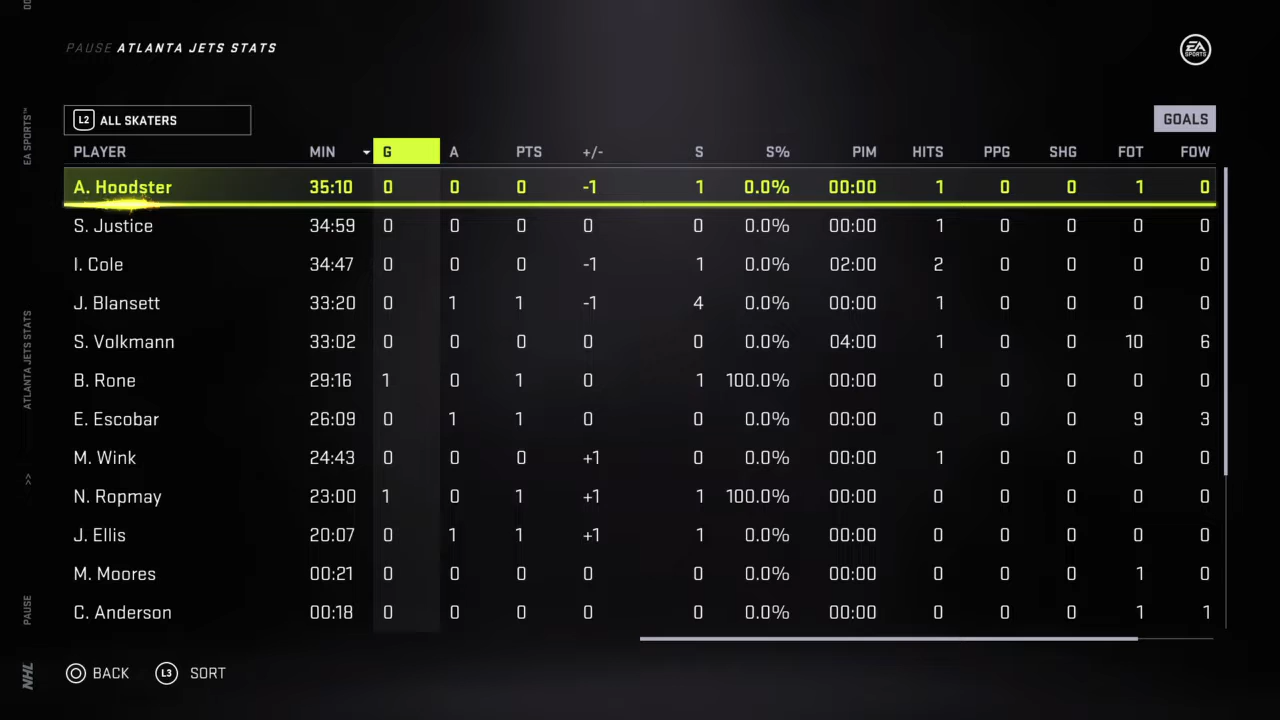 PAUSE ATLANTA JETS STATS
EA SPORTS
L2 ALL SKATERS
GOALS
PLAYER MIN G A PTS +/- S S% PIM HITS PPG SHG FOT FOW
A. Hoodster 35:10 0 0 0 -1 1 0.0% 00:00 1 0 0 1 0
S. Justice 34:59 0 0 0 0 0 0.0% 00:00 1 0 0 0 0
I. Cole 34:47 0 0 0 -1 1 0.0% 02:00 2 0 0 0 0
J. Blansett 33:20 0 1 1 -1 4 0.0% 00:00 1 0 0 0 0
S. Volkmann 33:02 0 0 0 0 0 0.0% 04:00 1 0 0 10 6
B. Rone 29:16 1 0 1 0 1 100.0% 00:00 0 0 0 0 0
E. Escobar 26:09 0 1 1 0 0 0.0% 00:00 0 0 0 9 3
M. Wink 24:43 0 0 0 +1 0 0.0% 00:00 1 0 0 0 0
N. Ropmay 23:00 1 0 1 +1 1 100.0% 00:00 0 0 0 0 0
J. Ellis 20:07 0 1 1 +1 1 0.0% 00:00 0 0 0 0 0
M. Moores 00:21 0 0 0 0 0 0.0% 00:00 0 0 0 1 0
C. Anderson 00:18 0 0 0 0 0 0.0% 00:00 0 0 0 1 1
BACK L3 SORT
NHL PAUSE >> ATLANTA JETS STATS EA SPORTS™